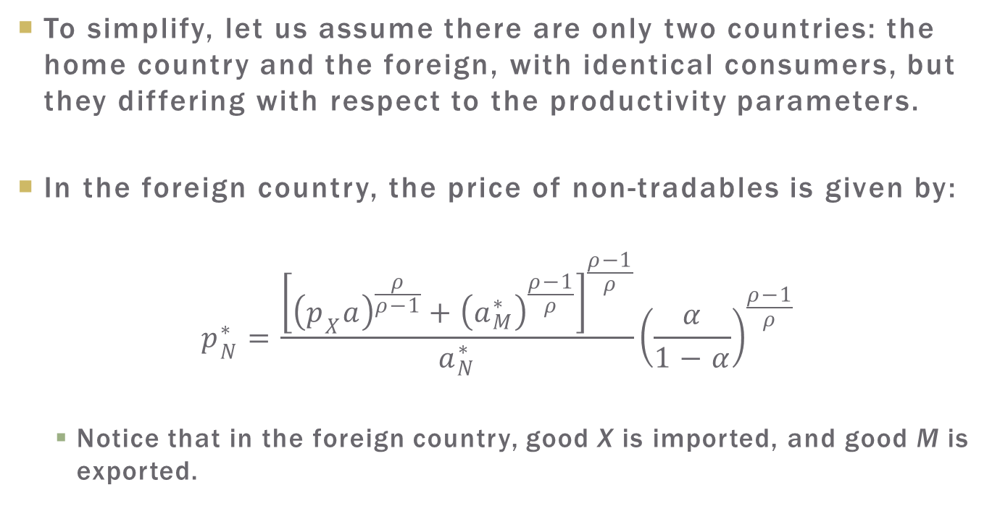 To simplify, let us assume there are only two countries: the
home country and the foreign, with identical consumers, but
they differing with respect to the productivity parameters.
In the foreign country, the price of non-tradables is given by:
$p_N^* = \frac{\left[(p_X a)^{\frac{\rho}{\rho-1}} + (a_M^*)^{\frac{\rho-1}{\rho}}\right]^{\frac{\rho-1}{\rho}}}{a_N^*} \left(\frac{\alpha}{1-\alpha}\right)^{\frac{\rho-1}{\rho}}$
Notice that in the foreign country, good X is imported, and good M is
exported.